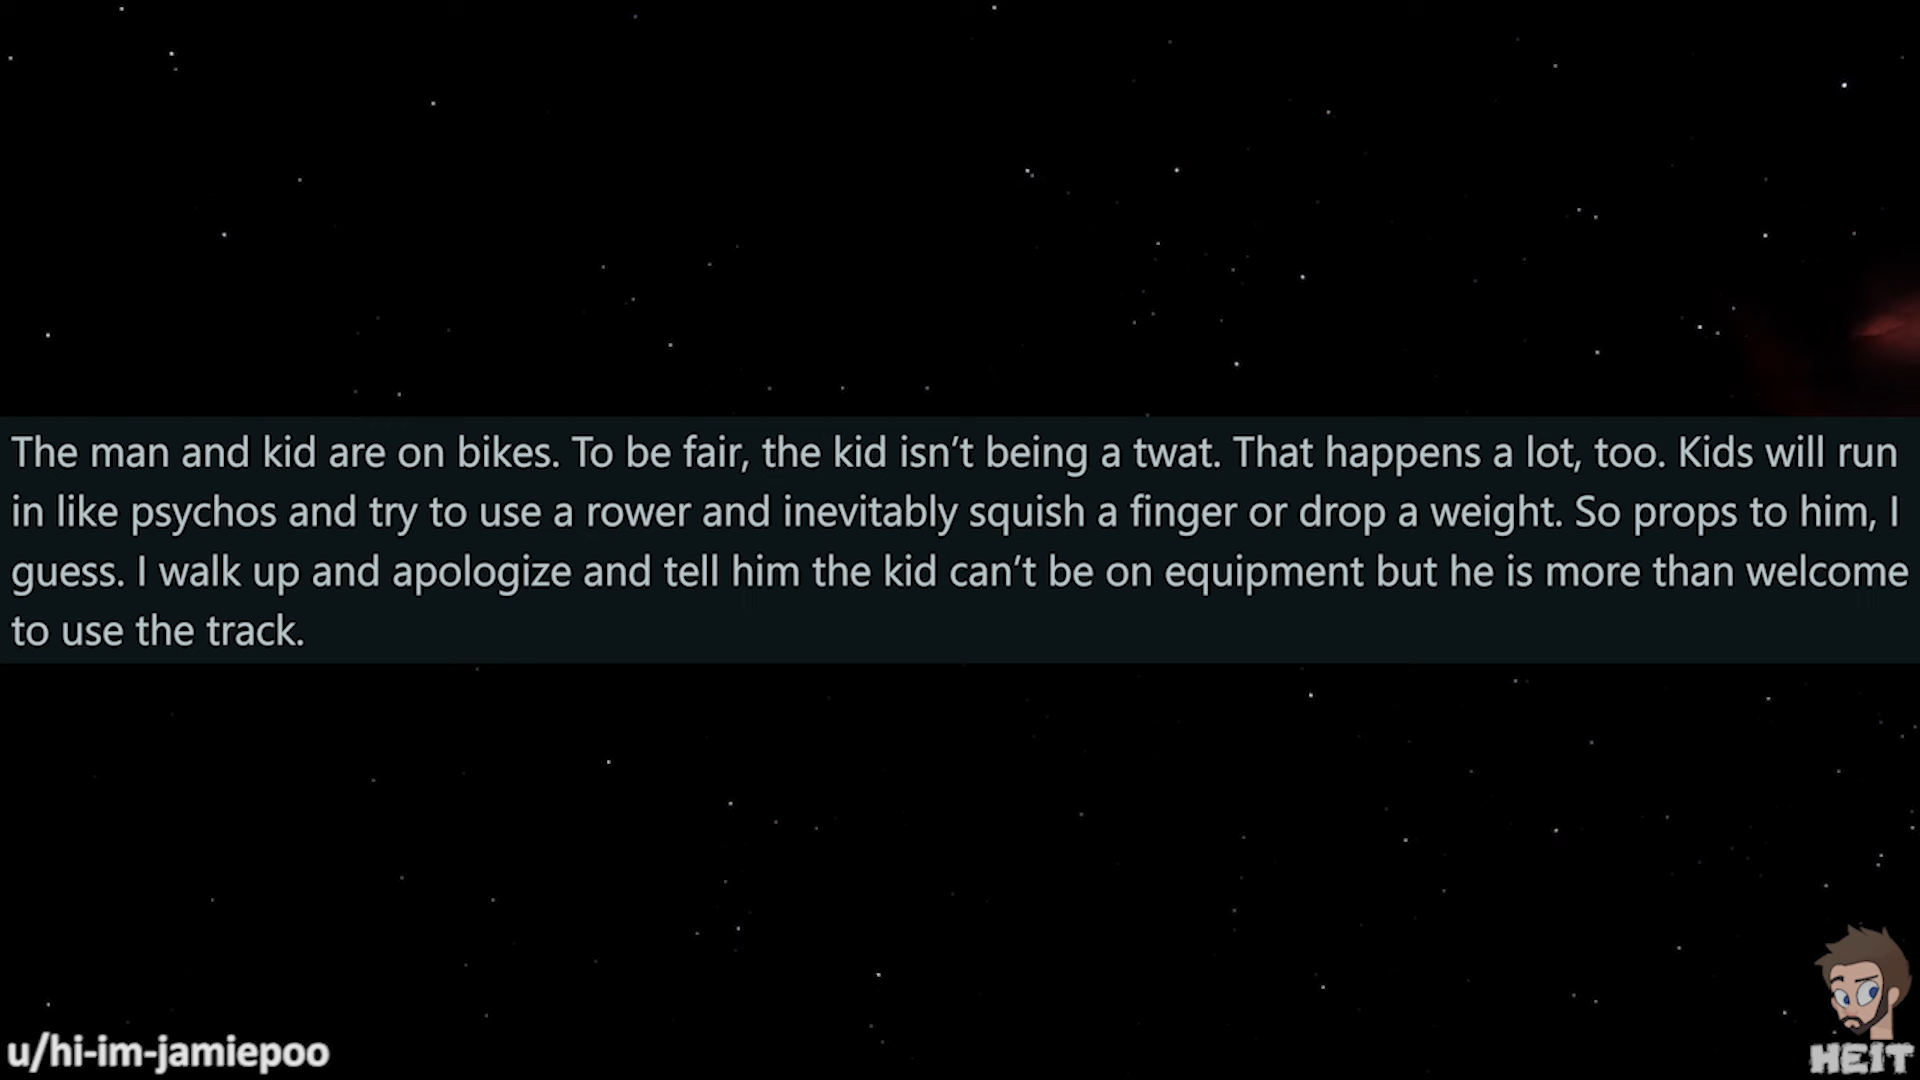 The man and kid are on bikes. To be fair, the kid isn’t being a twat. That happens a lot, too. Kids will run
in like psychos and try to use a rower and inevitably squish a finger or drop a weight. So props to him, I
guess. I walk up and apologize and tell him the kid can’t be on equipment but he is more than welcome
to use the track.
u/hi-im-jamiepoo
HEIT